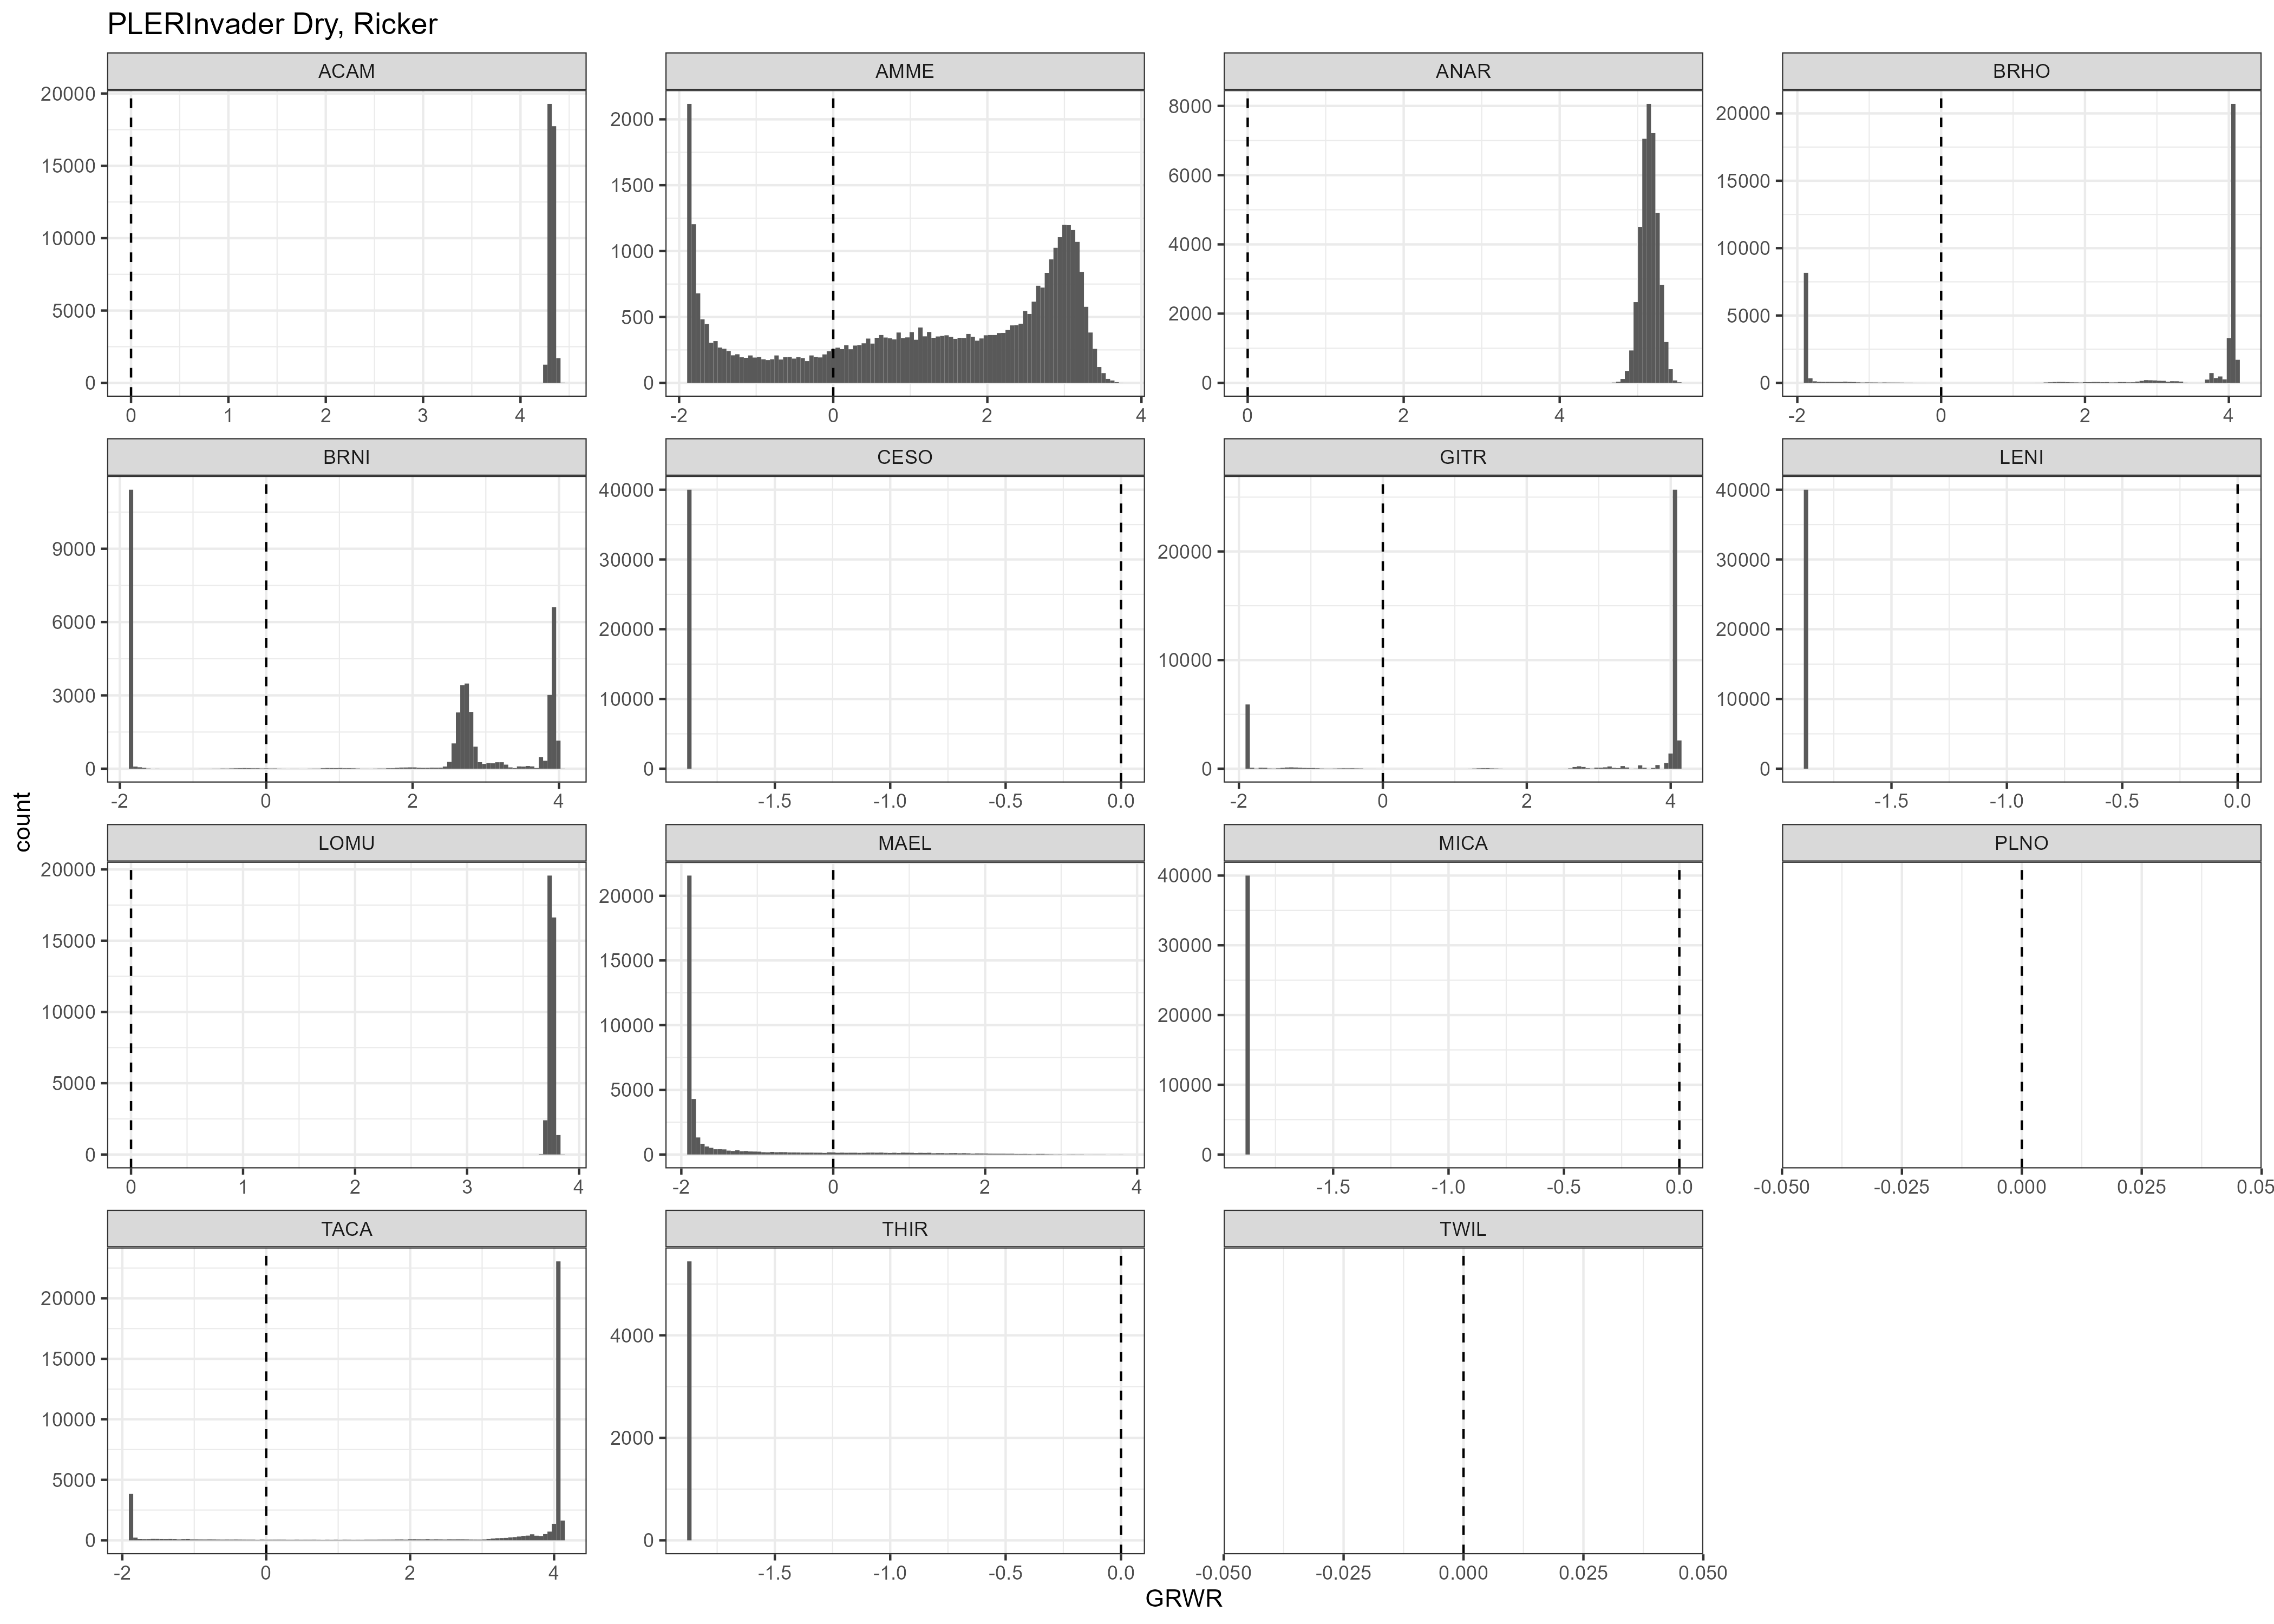 PLERInvader Dry, Ricker
ACAM
AMME
ANAR
BRHO
20000
15000
10000
5000
0
0 1 2 3 4
2000
1500
1000
500
0
-2 0 2 4
8000
6000
4000
2000
0
0 2 4
20000
15000
10000
5000
0
-2 0 2 4
BRNI
CESO
GITR
LENI
9000
6000
3000
0
-2 0 2 4
40000
30000
20000
10000
0
-1.5 -1.0 -0.5 0.0
20000
10000
0
-2 0 2 4
40000
30000
20000
10000
0
-1.5 -1.0 -0.5 0.0
count
LOMU
MAEL
MICA
PLNO
20000
15000
10000
5000
0
0 1 2 3 4
20000
15000
10000
5000
0
-2 0 2 4
40000
30000
20000
10000
0
-1.5 -1.0 -0.5 0.0
-0.050 -0.025 0.000 0.025 0.05
TACA
THIR
TWIL
20000
15000
10000
5000
0
-2 0 2 4
4000
2000
0
-1.5 -1.0 -0.5 0.0
-0.050 -0.025 0.000 0.025 0.050
GRWR